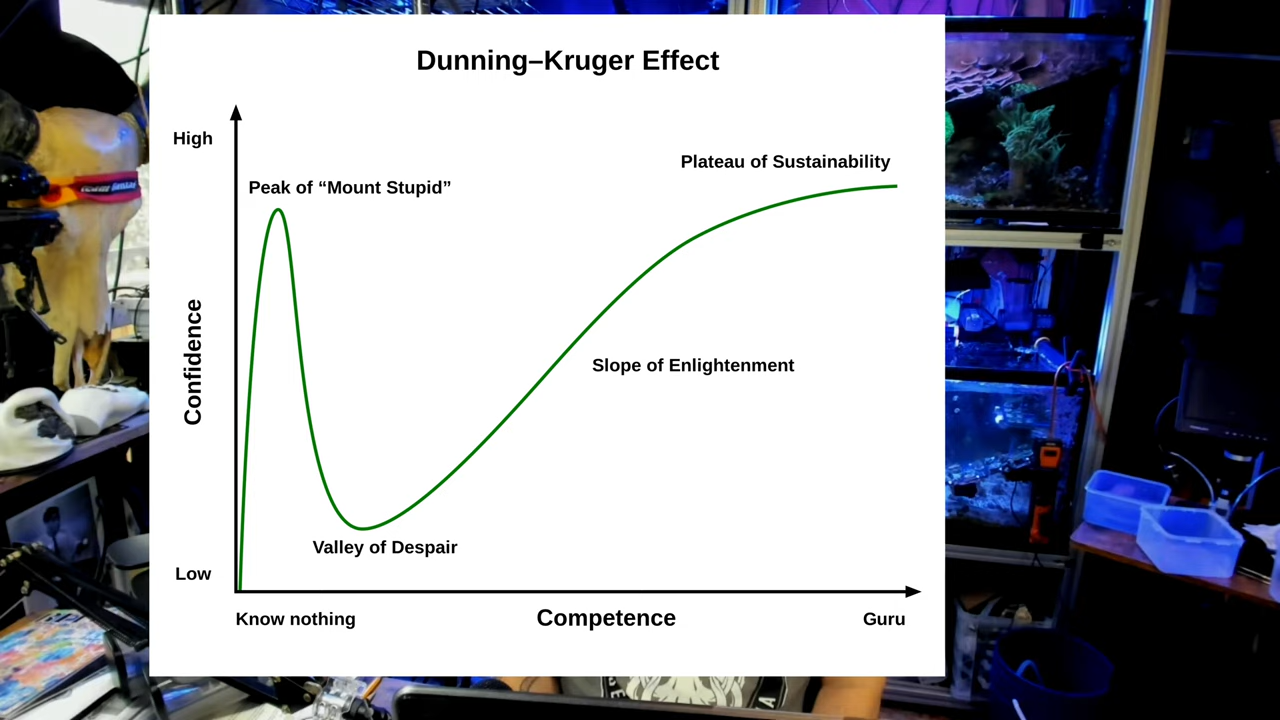 Dunning–Kruger Effect
High
Plateau of Sustainability
Peak of “Mount Stupid”
Confidence
Slope of Enlightenment
Valley of Despair
Low
Know nothing
Competence
Guru